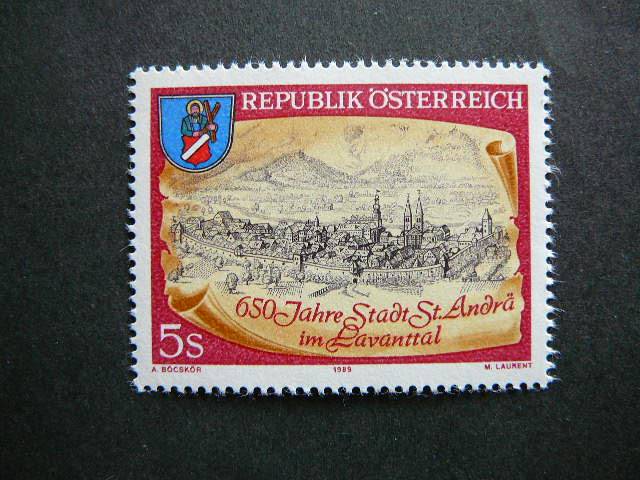 REPUBLIK ÖSTERREICH
650 Jahre Stadt St. Andrä
im Lavanttal
5s
A. BÖCSKÖR 1989 M. LAURENT